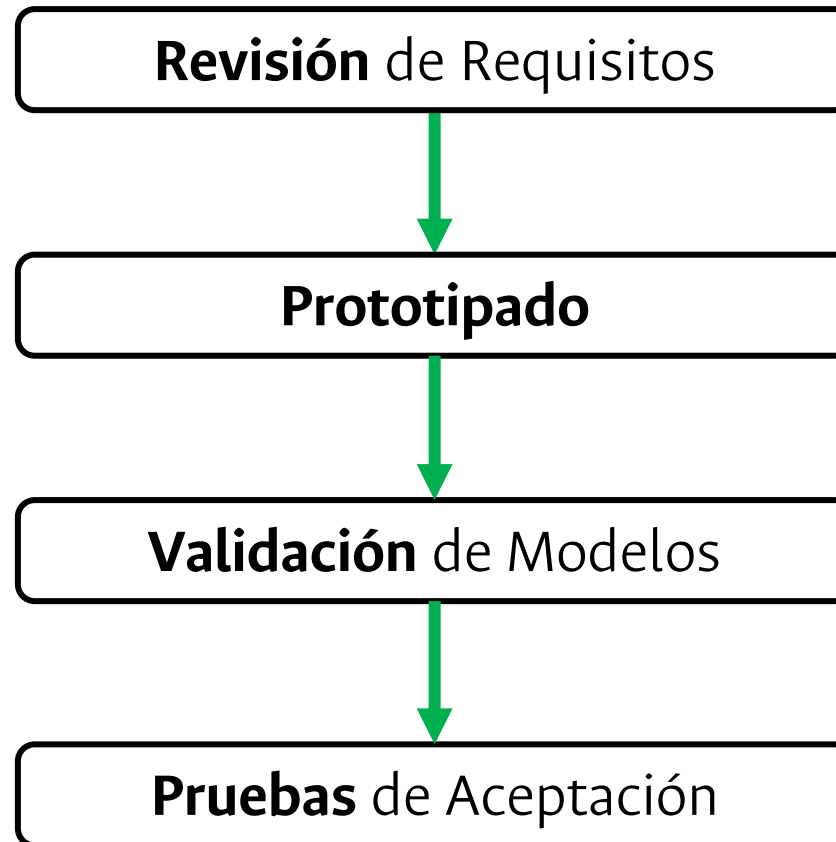 Revisión de Requisitos
Prototipado
Validación de Modelos
Pruebas de Aceptación